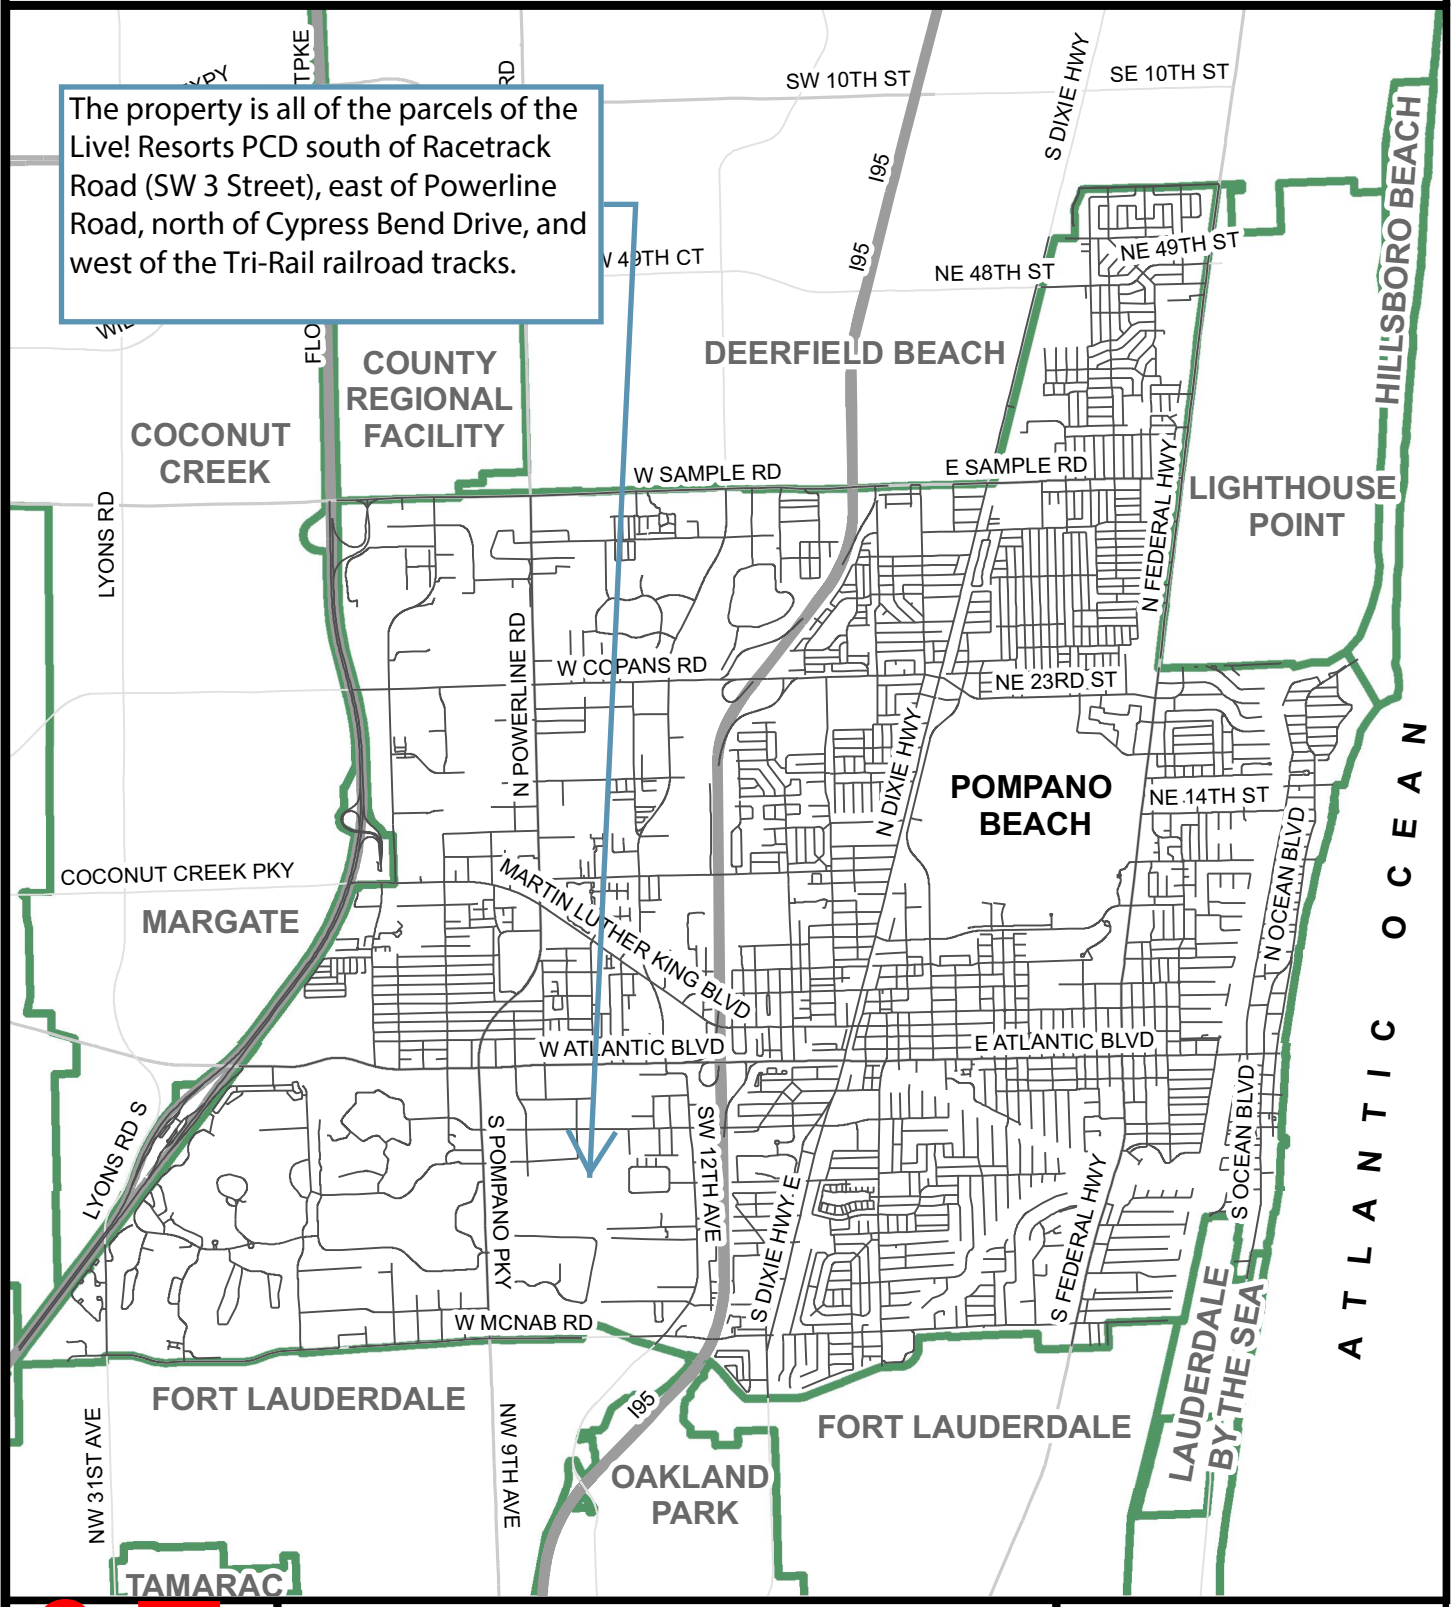 TPKE
XPY
RD
The property is all of the parcels of the
Live! Resorts PCD south of Racetrack
Road (SW 3 Street), east of Powerline
Road, north of Cypress Bend Drive, and
west of the Tri-Rail railroad tracks.
SW 10TH ST
SE 10TH ST
S DIXIE HWY
I95
I95
HILLSBORO BEACH
W 49TH CT
NE 48TH ST
NE 49TH ST
FLO
COUNTY
REGIONAL
FACILITY
DEERFIELD BEACH
COCONUT
CREEK
W SAMPLE RD
E SAMPLE RD
LIGHTHOUSE
POINT
LYONS RD
N FEDERAL HWY
N POWERLINE RD
W COPANS RD
NE 23RD ST
N DIXIE HWY
POMPANO
BEACH
NE 14TH ST
N OCEAN BLVD
ATLANTIC OCEAN
COCONUT CREEK PKY
MARGATE
MARTIN LUTHER KING BLVD
W ATLANTIC BLVD
E ATLANTIC BLVD
LYONS RD S
S POMPANO PKY
SW 12TH AVE
S DIXIE HWY E
S FEDERAL HWY
S OCEAN BLVD
W MCNAB RD
LAUDERDALE
BY THE SEA
FORT LAUDERDALE
FORT LAUDERDALE
I95
NW 31ST AVE
NW 9TH AVE
OAKLAND
PARK
TAMARAC